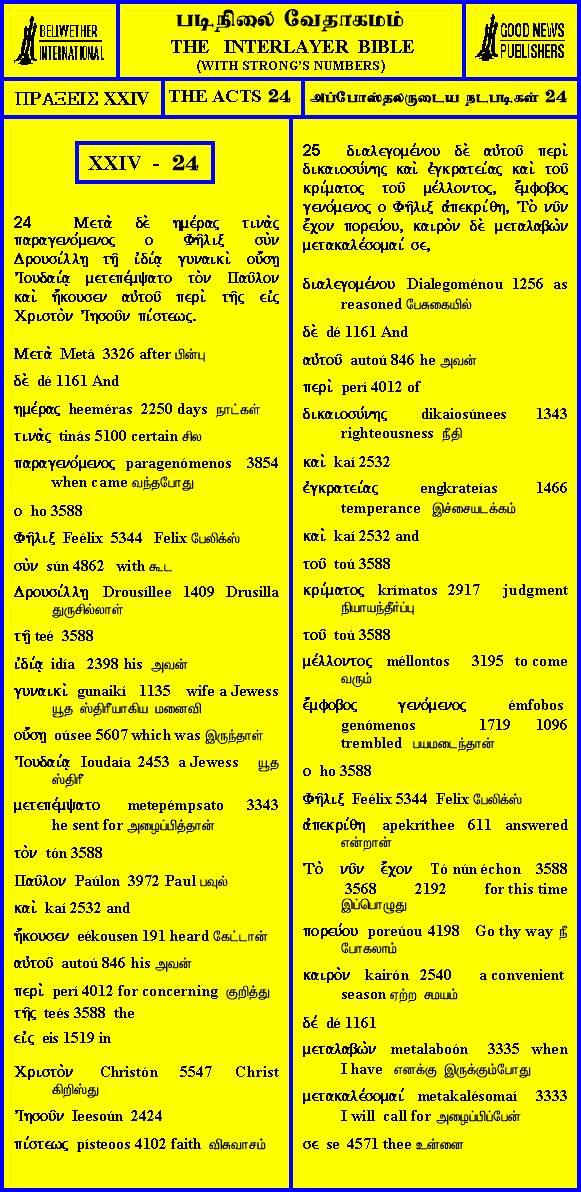 BELLWETHER
INTERNATIONAL
படிநிலை வேதாகமம்
THE INTERLAYER BIBLE
(WITH STRONG'S NUMBERS)
GOOD NEWS
PUBLISHERS
ΠΡΑΞΕΙΣ XXIV
THE ACTS 24
அப்போஸ்தலருடைய நடபடிகள் 24
XXIV - 24
24 Μετὰ δὲ ημέρας τινὰς
παραγενόμενος ο Φῆλιξ σὺν
Δρουσίλλῃ τῇ ἰδίᾳ γυναικὶ οὔσῃ
Ἰουδαίᾳ μετεπέμψατο τὸν Παῦλον
καὶ ἤκουσεν αὐτοῦ περὶ τῆς εἰς
Χριστὸν Ἰησοῦν πίστεως.
Μετὰ Metá 3326 after பின்பு
δὲ dé 1161 And
ημέρας heeméras 2250 days நாட்கள்
τινὰς tinás 5100 certain சில
παραγενόμενος paragenómenos 3854
when came வந்தபோது
ο ho 3588
Φῆλιξ Feélix 5344 Felix பேலிக்ஸ்
σὺν sún 4862 with கூட
Δρουσίλλῃ Drousíllee 1409 Drusilla
துருசில்லாள்
τῇ teé 3588
ἰδίᾳ idía 2398 his அவன்
γυναικὶ gunaikí 1135 wife a Jewess
யூத ஸ்திரீயாகிய மனைவி
οὔσῃ oúsee 5607 which was இருந்தாள்
Ἰουδαίᾳ Ioudaía 2453 a Jewess யூத
ஸ்திரீ
μετεπέμψατο metepémpsato 3343
he sent for அழைப்பித்தான்
τὸν tón 3588
Παῦλον Paúlon 3972 Paul பவுல்
καὶ kaí 2532 and
ἤκουσεν eékousen 191 heard கேட்டான்
αὐτοῦ autoú 846 his அவன்
περὶ perí 4012 for concerning குறித்து
τῆς teés 3588 the
εἰς eis 1519 in
Χριστὸν Christón 5547 Christ
கிறிஸ்து
Ἰησοῦν Ieesoún 2424
πίστεως písteoos 4102 faith விசுவாசம்
25 διαλεγομένου δὲ αὐτοῦ περὶ
δικαιοσύνης καὶ ἐγκρατείας καὶ τοῦ
κρίματος τοῦ μέλλοντος, ἔμφοβος
γενόμενος ο Φῆλιξ ἀπεκρίθη, Τὸ νῦν
ἔχον πορεύου, καιρὸν δὲ μεταλαβὼν
μετακαλέσομαί σε,
διαλεγομένου Dialegoménou 1256 as
reasoned பேசுகையில்
δὲ dé 1161 And
αὐτοῦ autoú 846 he அவன்
περὶ perí 4012 of
δικαιοσύνης dikaiosúnees 1343
righteousness நீதி
καὶ kaí 2532
ἐγκρατείας engkrateías 1466
temperance இச்சையடக்கம்
καὶ kaí 2532 and
τοῦ toú 3588
κρίματος krímatos 2917 judgment
நியாயந்தீர்ப்பு
τοῦ toú 3588
μέλλοντος méllontos 3195 to come
வரும்
ἔμφοβος γενόμενος émfobos
genómenos 1719 1096
trembled பயமடைந்தான்
ο ho 3588
Φῆλιξ Feélix 5344 Felix பேலிக்ஸ்
ἀπεκρίθη apekríthee 611 answered
என்றான்
Τὸ νῦν ἔχον Tó nún échon 3588
3568 2192 for this time
இப்பொழுது
πορεύου poreúou 4198 Go thy way நீ
போகலாம்
καιρὸν kairón 2540 a convenient
season ஏற்ற சமயம்
δέ dé 1161
μεταλαβὼν metalaboón 3335 when
I have எனக்கு இருக்கும்போது
μετακαλέσομαί metakalésomaí 3333
I will call for அழைப்பிப்பேன்
σε se 4571 thee உன்னை